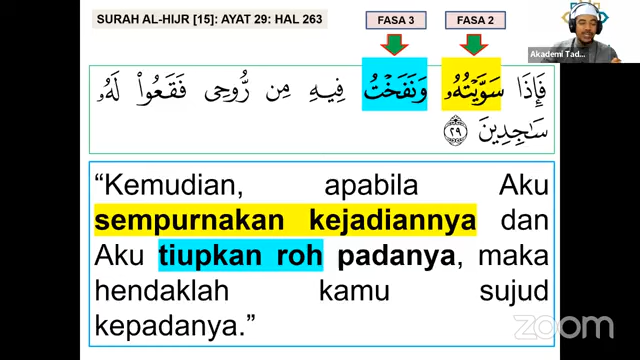 SURAH AL-HIJR [15]: AYAT 29: HAL 263
FASA 3 FASA 2
Akademi Tad...
فَإِذَا سَوَّيْتُهُۥ وَنَفَخْتُ فِيهِ مِن رُّوحِى فَقَعُوا۟ لَهُۥ
سَـٰجِدِينَ ٢٩
“Kemudian, apabila Aku
sempurnakan kejadiannya dan
Aku tiupkan roh padanya, maka
hendaklah kamu sujud
kepadanya.”
zoom